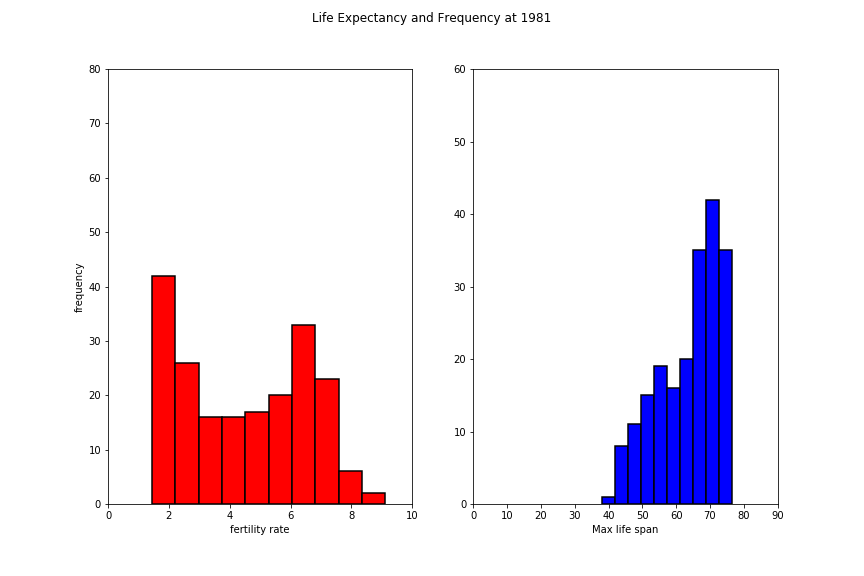 Life Expectancy and Frequency at 1981
frequency
80
70
60
50
40
30
20
10
0
0 2 4 6 8 10
fertility rate
60
50
40
30
20
10
0
0 10 20 30 40 50 60 70 80 90
Max life span